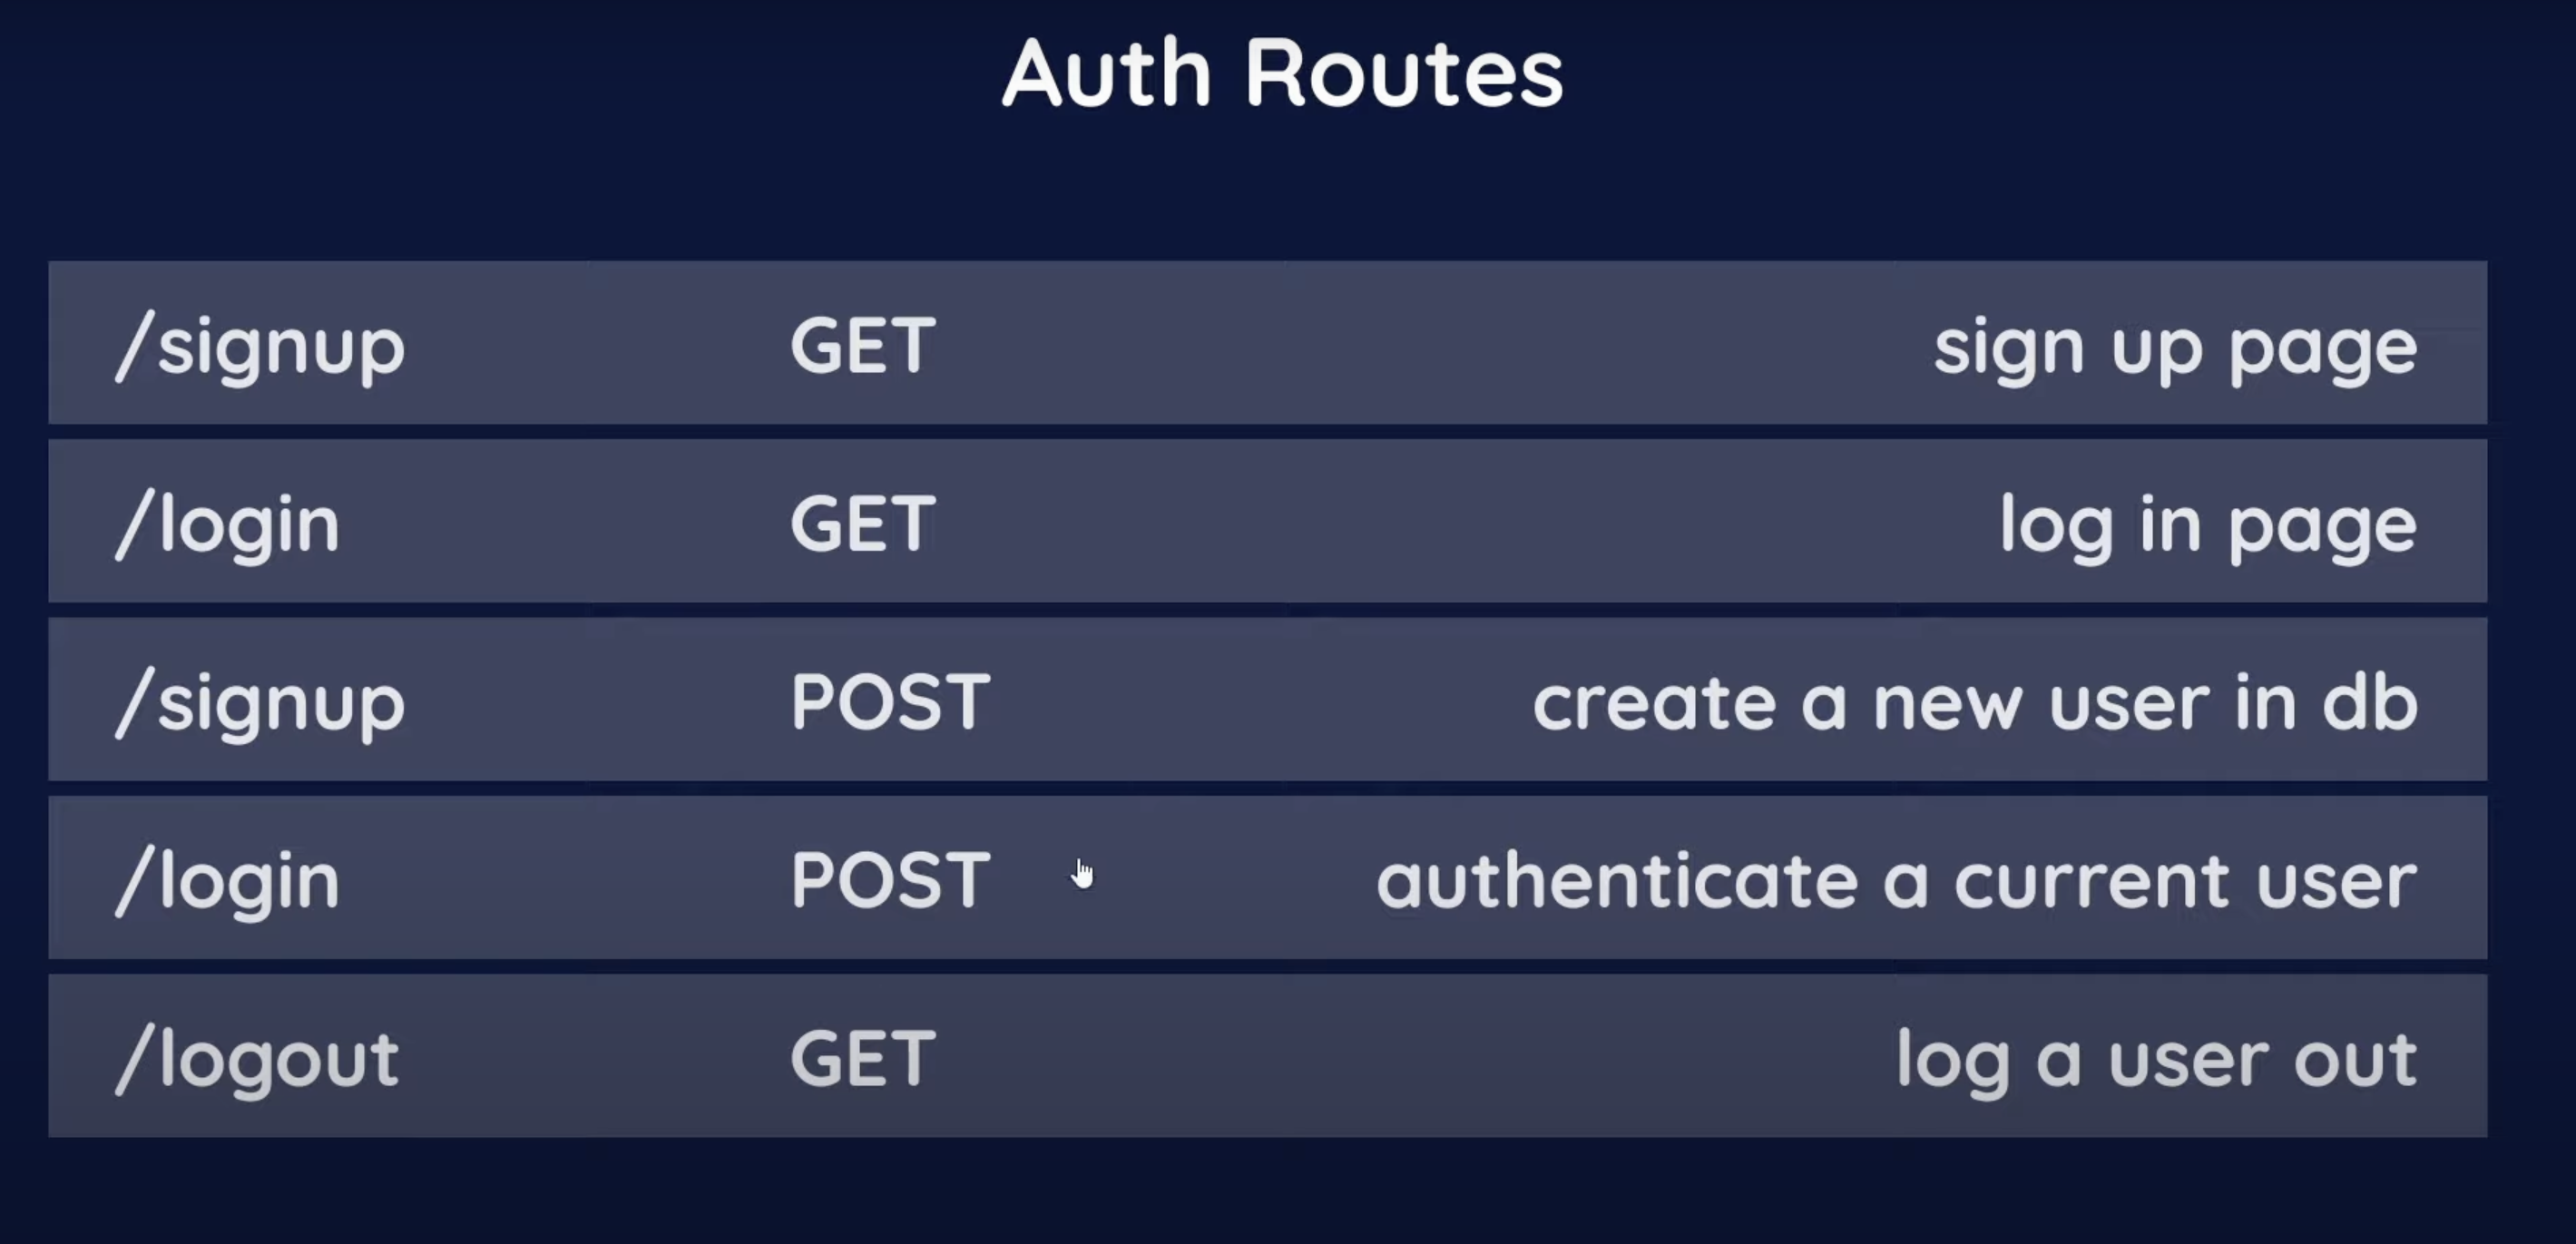 Auth Routes
/signup GET sign up page
/login GET log in page
/signup POST create a new user in db
/login POST authenticate a current user
/logout GET log a user out